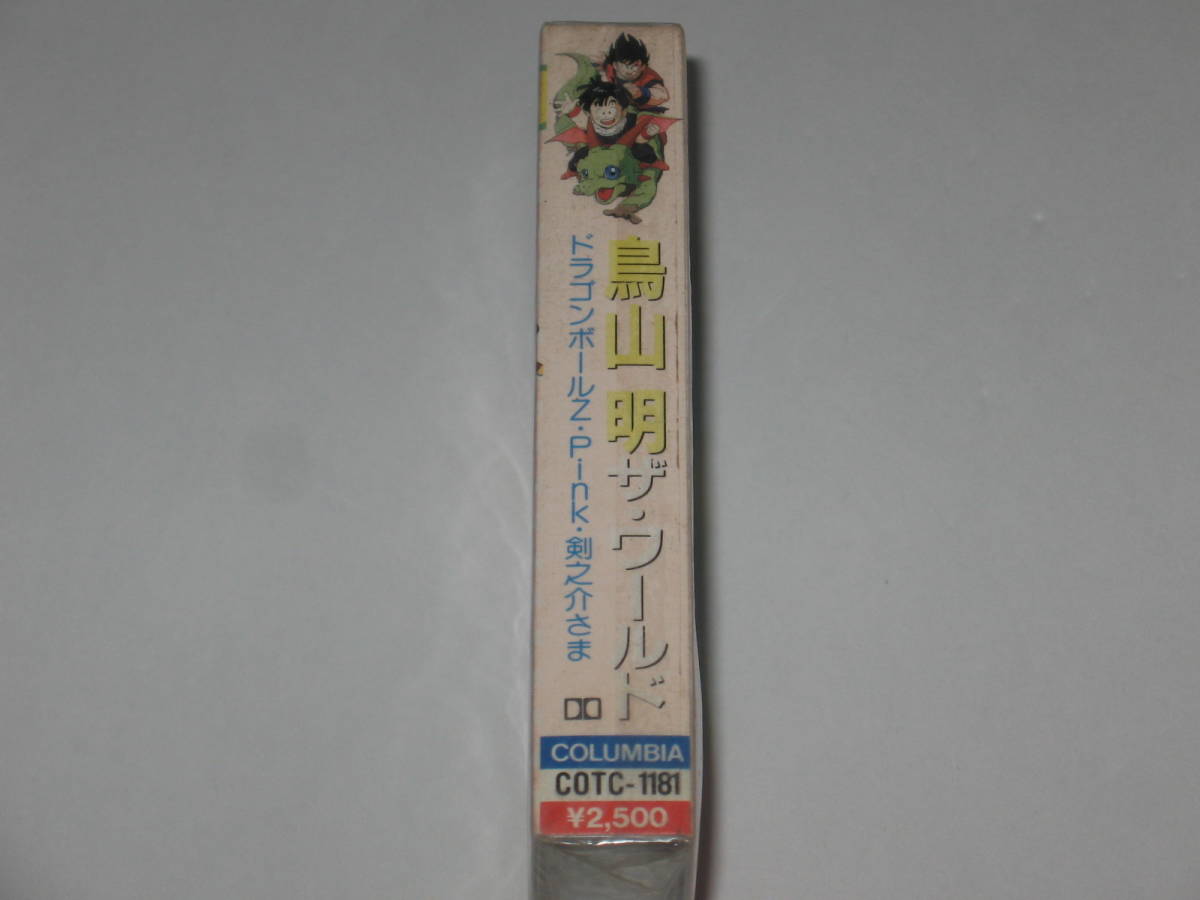 鳥山 明 ザ・ワールド
ドラゴンボールZ・Pink・剣之介さま
COLUMBIA
COTC-1181
¥2,500